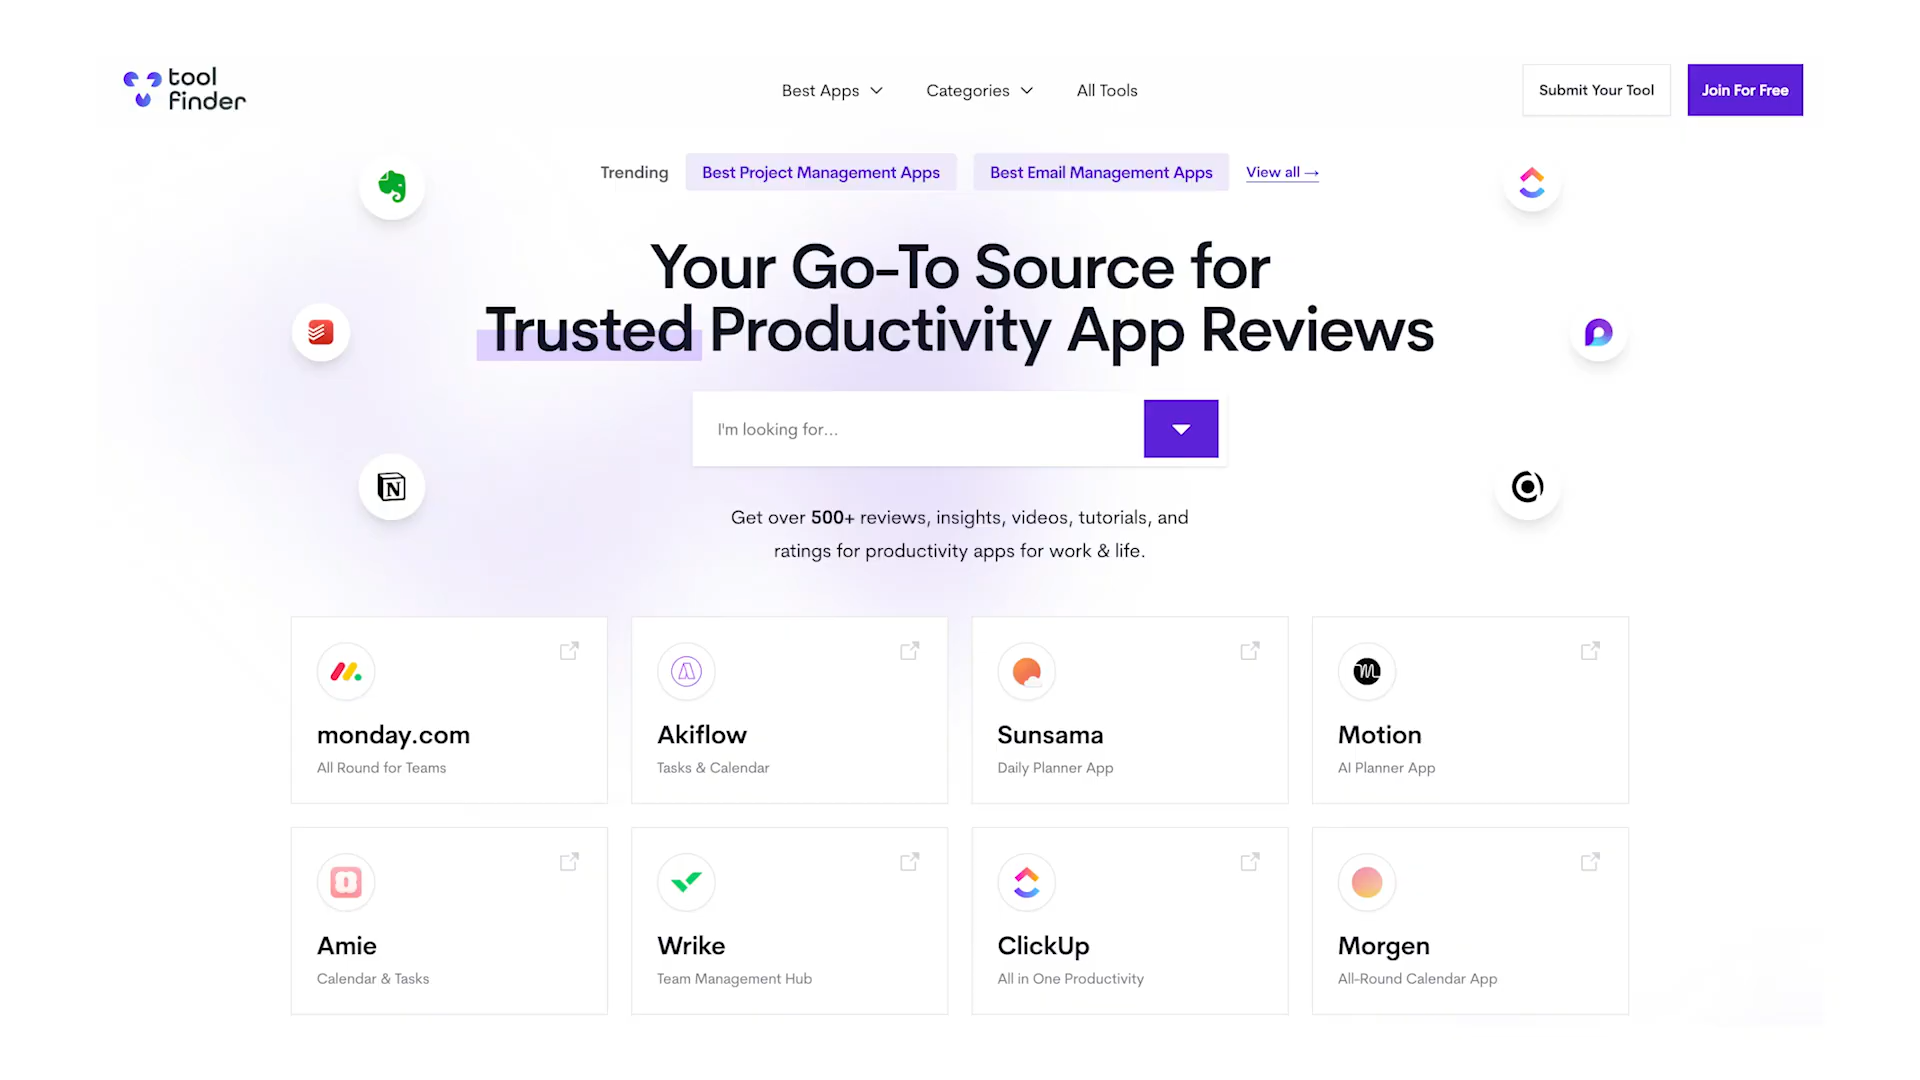 tool
finder
Best Apps
Categories
All Tools
Submit Your Tool
Join For Free
Trending
Best Project Management Apps
Best Email Management Apps
View all →
Your Go-To Source for
Trusted Productivity App Reviews
I'm looking for...
Get over 500+ reviews, insights, videos, tutorials, and
ratings for productivity apps for work & life.
monday.com
All Round for Teams
Akiflow
Tasks & Calendar
Sunsama
Daily Planner App
Motion
AI Planner App
Amie
Calendar & Tasks
Wrike
Team Management Hub
ClickUp
All in One Productivity
Morgen
All-Round Calendar App